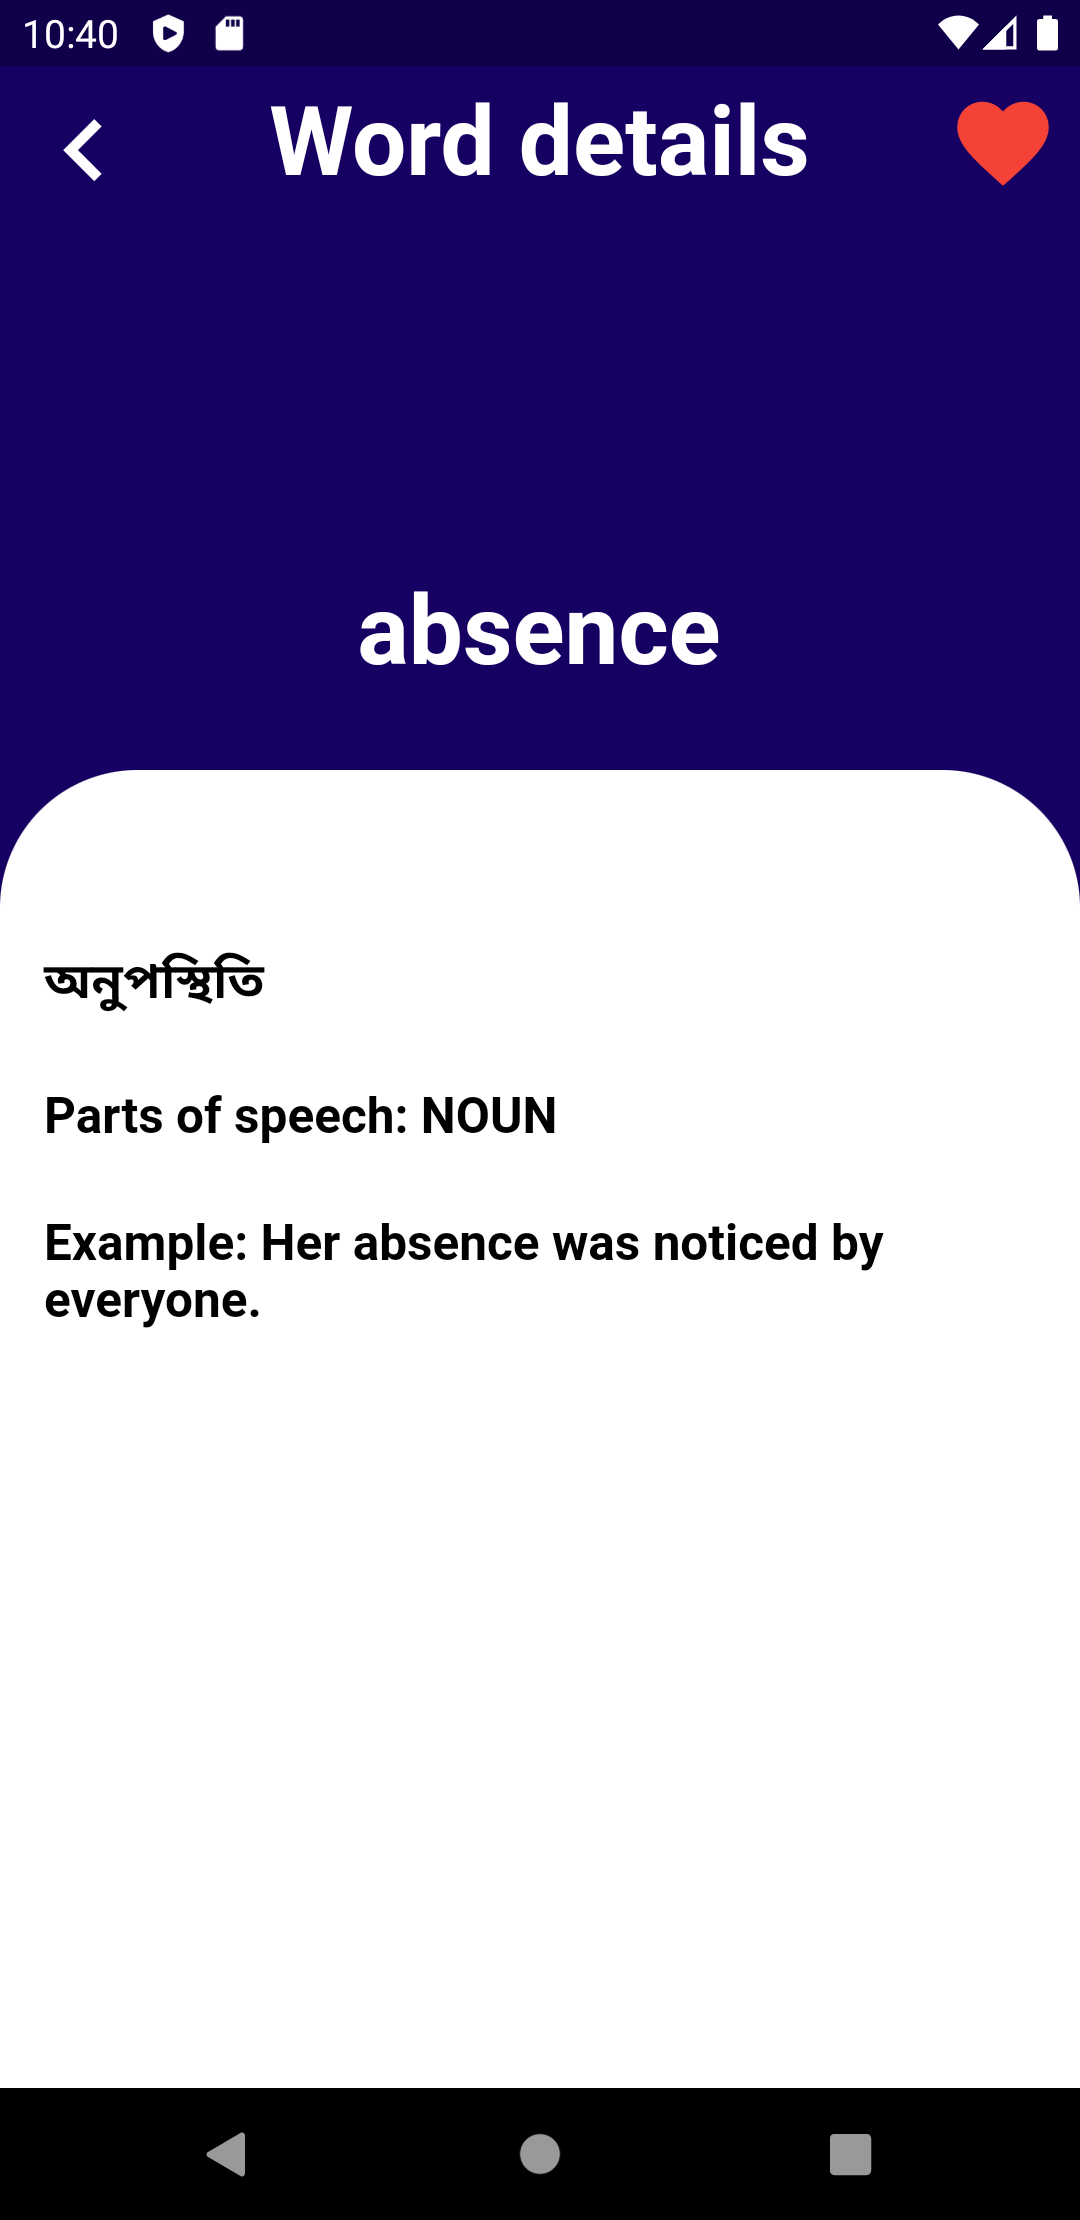 10:40
Word details
absence
অনুপস্থিতি
Parts of speech: NOUN
Example: Her absence was noticed by
everyone.